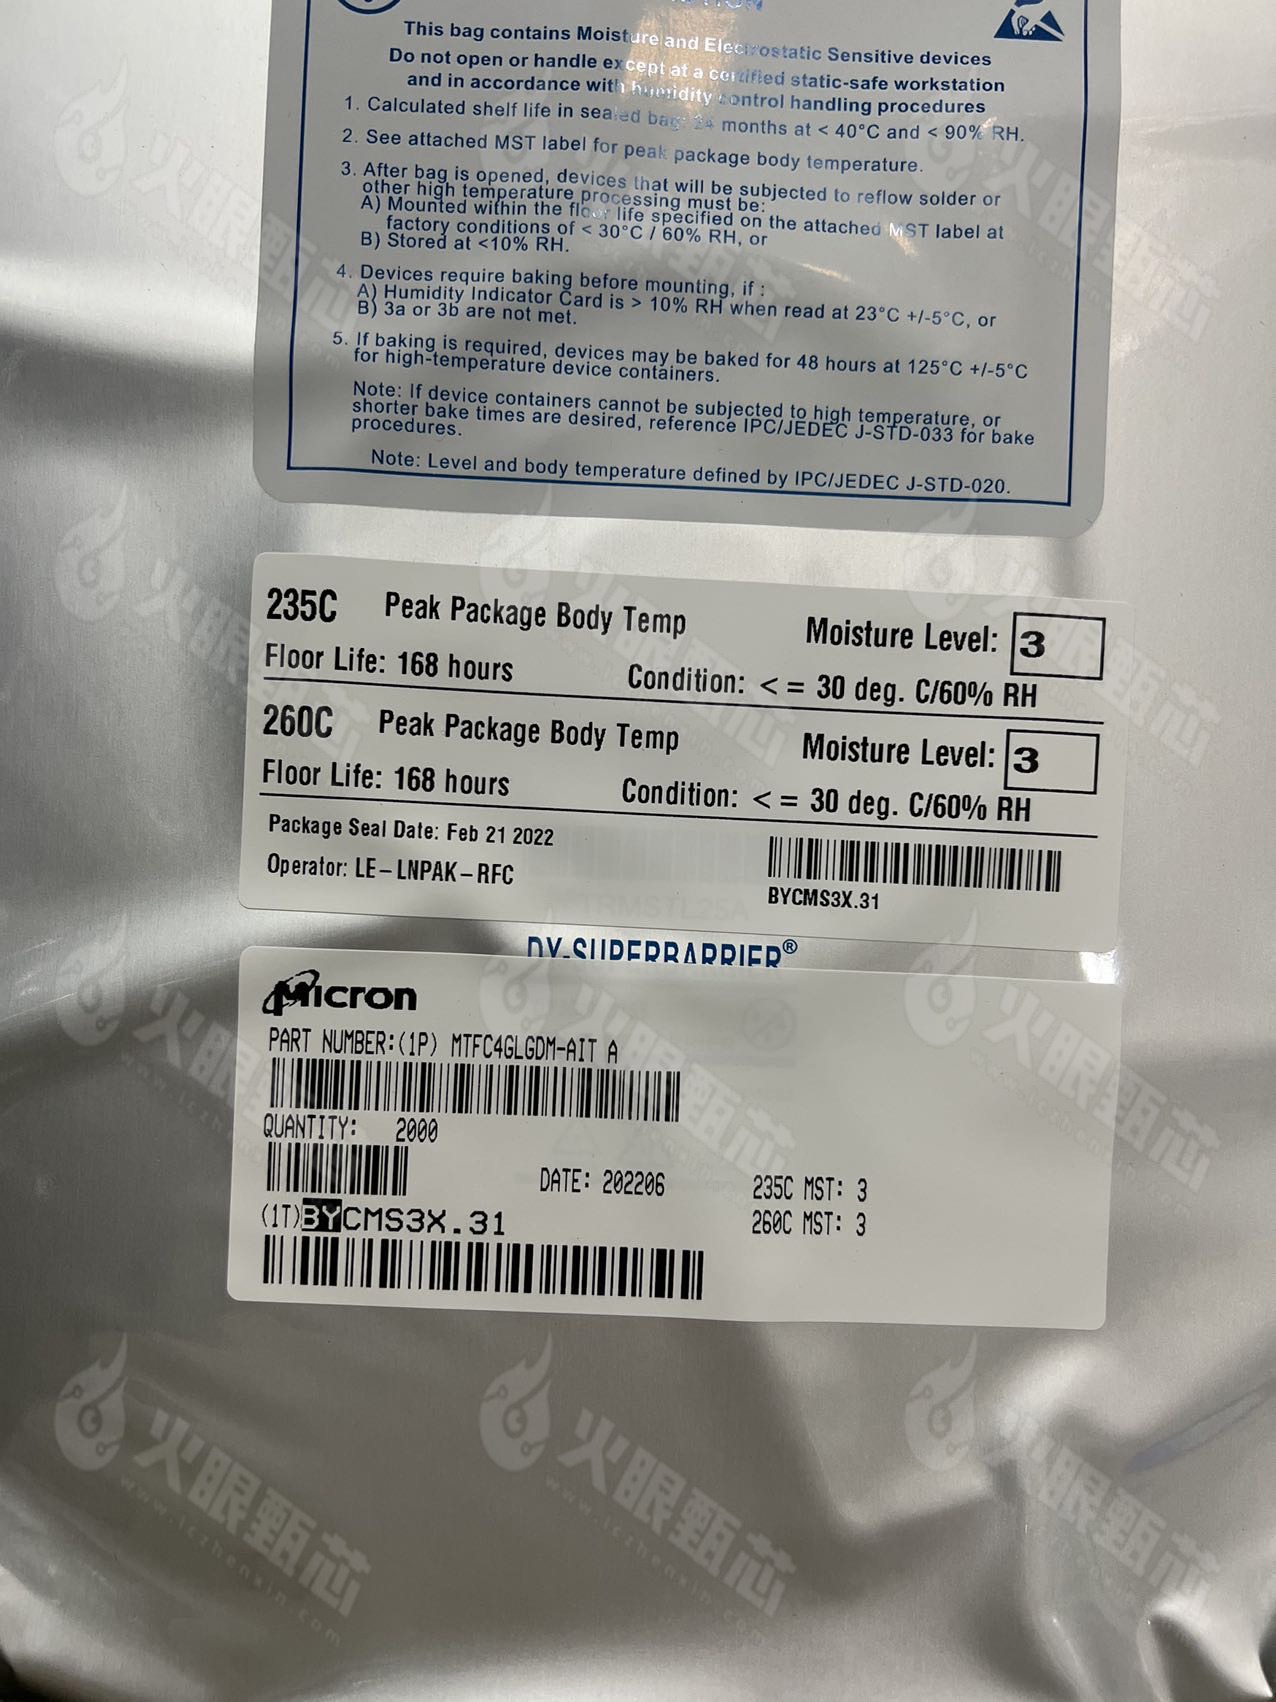 This bag contains Moisture and Electrostatic Sensitive devices
Do not open or handle except at a certified static-safe workstation
and in accordance with humidity control handling procedures
1. Calculated shelf life in sealed bag: 24 months at < 40°C and < 90% RH.
2. See attached MST label for peak package body temperature.
3. After bag is opened, devices that will be subjected to reflow solder or
other high temperature processing must be:
A) Mounted within the floor life specified on the attached MST label at
factory conditions of < 30°C / 60% RH, or
B) Stored at <10% RH.
4. Devices require baking before mounting, if :
A) Humidity Indicator Card is > 10% RH when read at 23°C +/-5°C, or
B) 3a or 3b are not met.
5. If baking is required, devices may be baked for 48 hours at 125°C +/-5°C
for high-temperature device containers.
Note: If device containers cannot be subjected to high temperature, or
shorter bake times are desired, reference IPC/JEDEC J-STD-033 for bake
procedures.
Note: Level and body temperature defined by IPC/JEDEC J-STD-020.
235C Peak Package Body Temp Moisture Level: 3
Floor Life: 168 hours Condition: < = 30 deg. C/60% RH
260C Peak Package Body Temp Moisture Level: 3
Floor Life: 168 hours Condition: < = 30 deg. C/60% RH
Package Seal Date: Feb 21 2022
Operator: LE-LNPAK-RFC
BYCMS3X.31
DY-SUPERBARRIER®
Micron
PART NUMBER:(1P) MTFC4GLGDM-AIT A
QUANTITY: 2000
DATE: 202206 235C MST: 3
260C MST: 3
(1T)BYCMS3X.31
火眼甄芯
www.iczhenxin.com